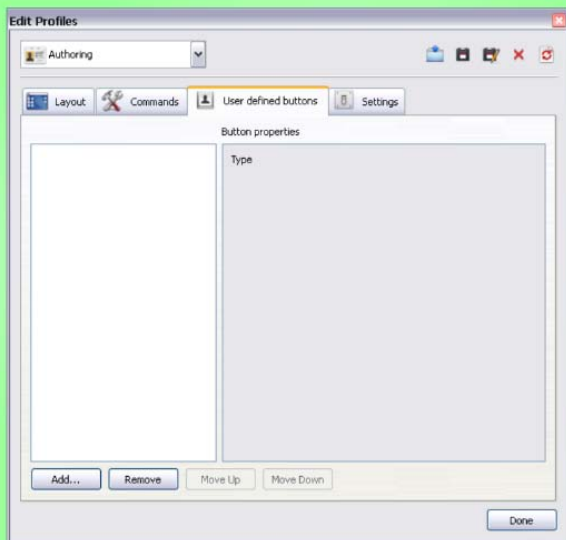 Edit Profiles
Authoring
Layout
Commands
User defined buttons
Settings
Button properties
Type
Add...
Remove
Move Up
Move Down
Done